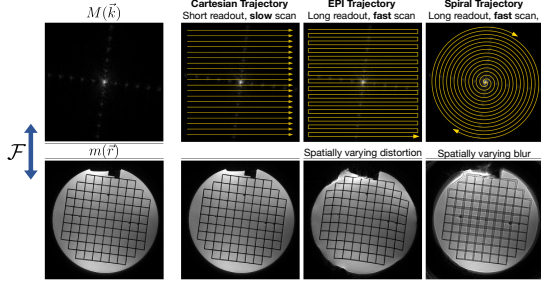 M(k⃗)
Cartesian Trajectory
Short readout, slow scan
EPI Trajectory
Long readout, fast scan
Spiral Trajectory
Long readout, fast scan,
ℱ
m(r⃗)
Spatially varying distortion
Spatially varying blur